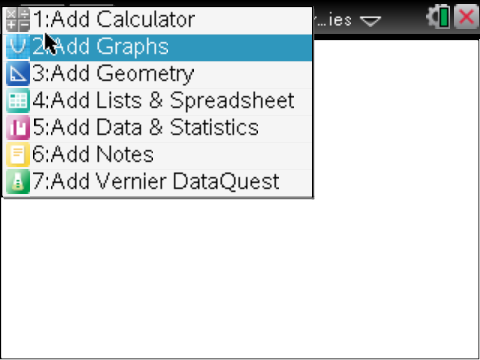 1:Add Calculator
…ies
2:Add Graphs
3:Add Geometry
4:Add Lists & Spreadsheet
5:Add Data & Statistics
6:Add Notes
7:Add Vernier DataQuest